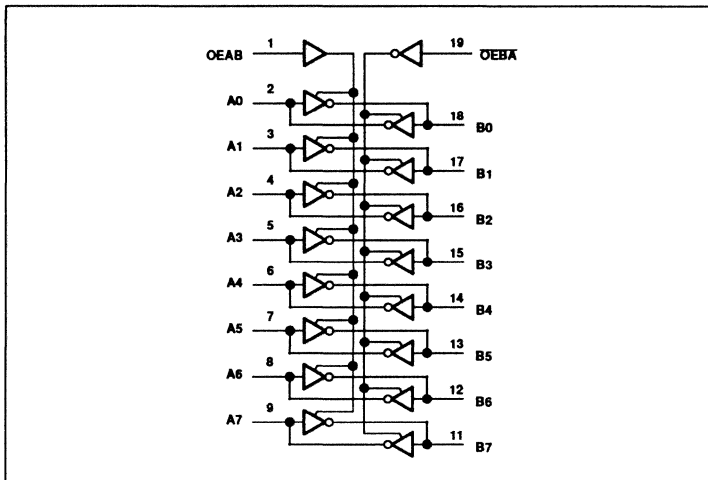 OEAB 1 19 OEBA
A0 2 18 B0
A1 3 17 B1
A2 4 16 B2
A3 5 15 B3
A4 6 14 B4
A5 7 13 B5
A6 8 12 B6
A7 9 11 B7